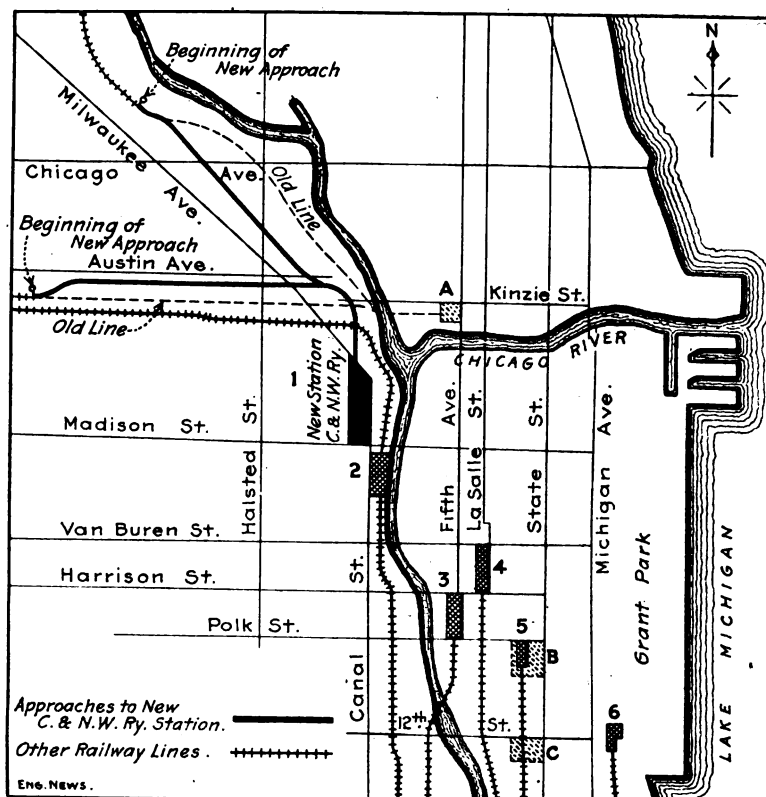 Beginning of
New Approach
N
Milwaukee Ave.
Chicago Ave.
Old Line
Beginning of
New Approach
Austin Ave.
A
Kinzie St.
Old Line
CHICAGO RIVER
1
New Station
C. & N.W. Ry.
Madison St.
Halsted St.
2
Fifth Ave.
La Salle St.
State St.
Michigan Ave.
Van Buren St.
Harrison St.
3
4
Grant Park
LAKE MICHIGAN
Polk St.
5
B
Canal St.
12th St.
6
C
Approaches to New
C. & N.W. Ry. Station.
Other Railway Lines.
ENG. NEWS.